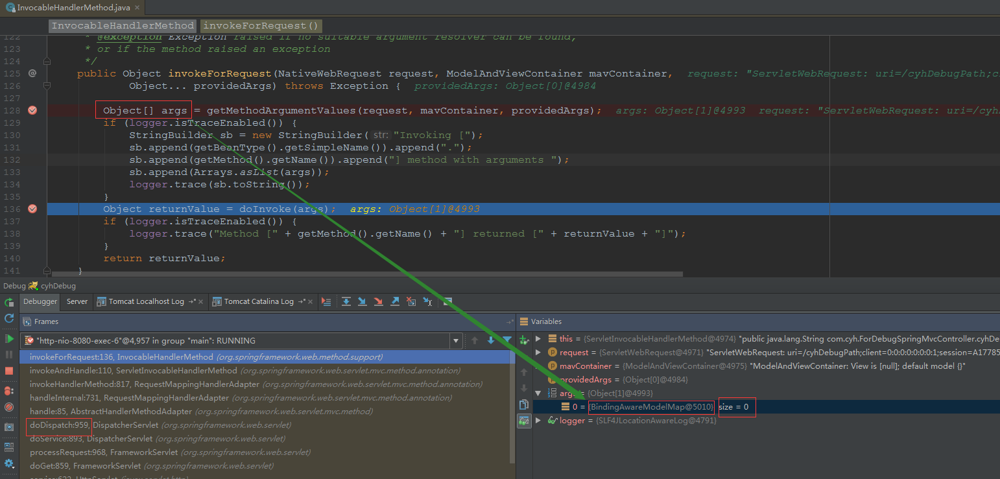 InvocableHandlerMethod.java ×
InvocableHandlerMethod invokeForRequest()
122 * @exception Exception raised if no suitable argument resolver can be found,
123 * or if the method raised an exception
124 */
125 @ public Object invokeForRequest(NativeWebRequest request, ModelAndViewContainer mavContainer, request: "ServletWebRequest: uri=/cyhDebugPath;c
126 Object... providedArgs) throws Exception { providedArgs: Object[0]@4984
127
128 Object[] args = getMethodArgumentValues(request, mavContainer, providedArgs); args: Object[1]@4993 request: "ServletWebRequest: uri=/cyh
129 if (logger.isTraceEnabled()) {
130 StringBuilder sb = new StringBuilder( str: "Invoking [");
131 sb.append(getBeanType().getSimpleName()).append(".");
132 sb.append(getMethod().getName()).append("] method with arguments ");
133 sb.append(Arrays.asList(args));
134 logger.trace(sb.toString());
135 }
136 Object returnValue = doInvoke(args); args: Object[1]@4993
137 if (logger.isTraceEnabled()) {
138 logger.trace("Method [" + getMethod().getName() + "] returned [" + returnValue + "]");
139 }
140 return returnValue;
141 }
Debug cyhDebug
Debugger Server Tomcat Localhost Log →* × Tomcat Catalina Log →* ×
Frames →*
"http-nio-8080-exec-6"@4,957 in group "main": RUNNING
invokeForRequest:136, InvocableHandlerMethod (org.springframework.web.method.support)
invokeAndHandle:110, ServletInvocableHandlerMethod (org.springframework.web.servlet.mvc.method.annotation)
invokeHandlerMethod:817, RequestMappingHandlerAdapter (org.springframework.web.servlet.mvc.method.annotation)
handleInternal:731, RequestMappingHandlerAdapter (org.springframework.web.servlet.mvc.method.annotation)
handle:85, AbstractHandlerMethodAdapter (org.springframework.web.servlet.mvc.method)
doDispatch:959, DispatcherServlet (org.springframework.web.servlet)
doService:893, DispatcherServlet (org.springframework.web.servlet)
processRequest:968, FrameworkServlet (org.springframework.web.servlet)
doGet:859, FrameworkServlet (org.springframework.web.servlet)
Variables
this = {ServletInvocableHandlerMethod@4974} "public java.lang.String com.cyh.ForDebugSpringMvcController.cyhDe
request = {ServletWebRequest@4971} "ServletWebRequest: uri=/cyhDebugPath;client=0:0:0:0:0:0:0:1;session=A17785
mavContainer = {ModelAndViewContainer@4975} "ModelAndViewContainer: View is [null]; default model {}"
providedArgs = {Object[0]@4984}
args = {Object[1]@4993}
0 = {BindingAwareModelMap@5010} size = 0
logger = {SLF4JLocationAwareLog@4791}